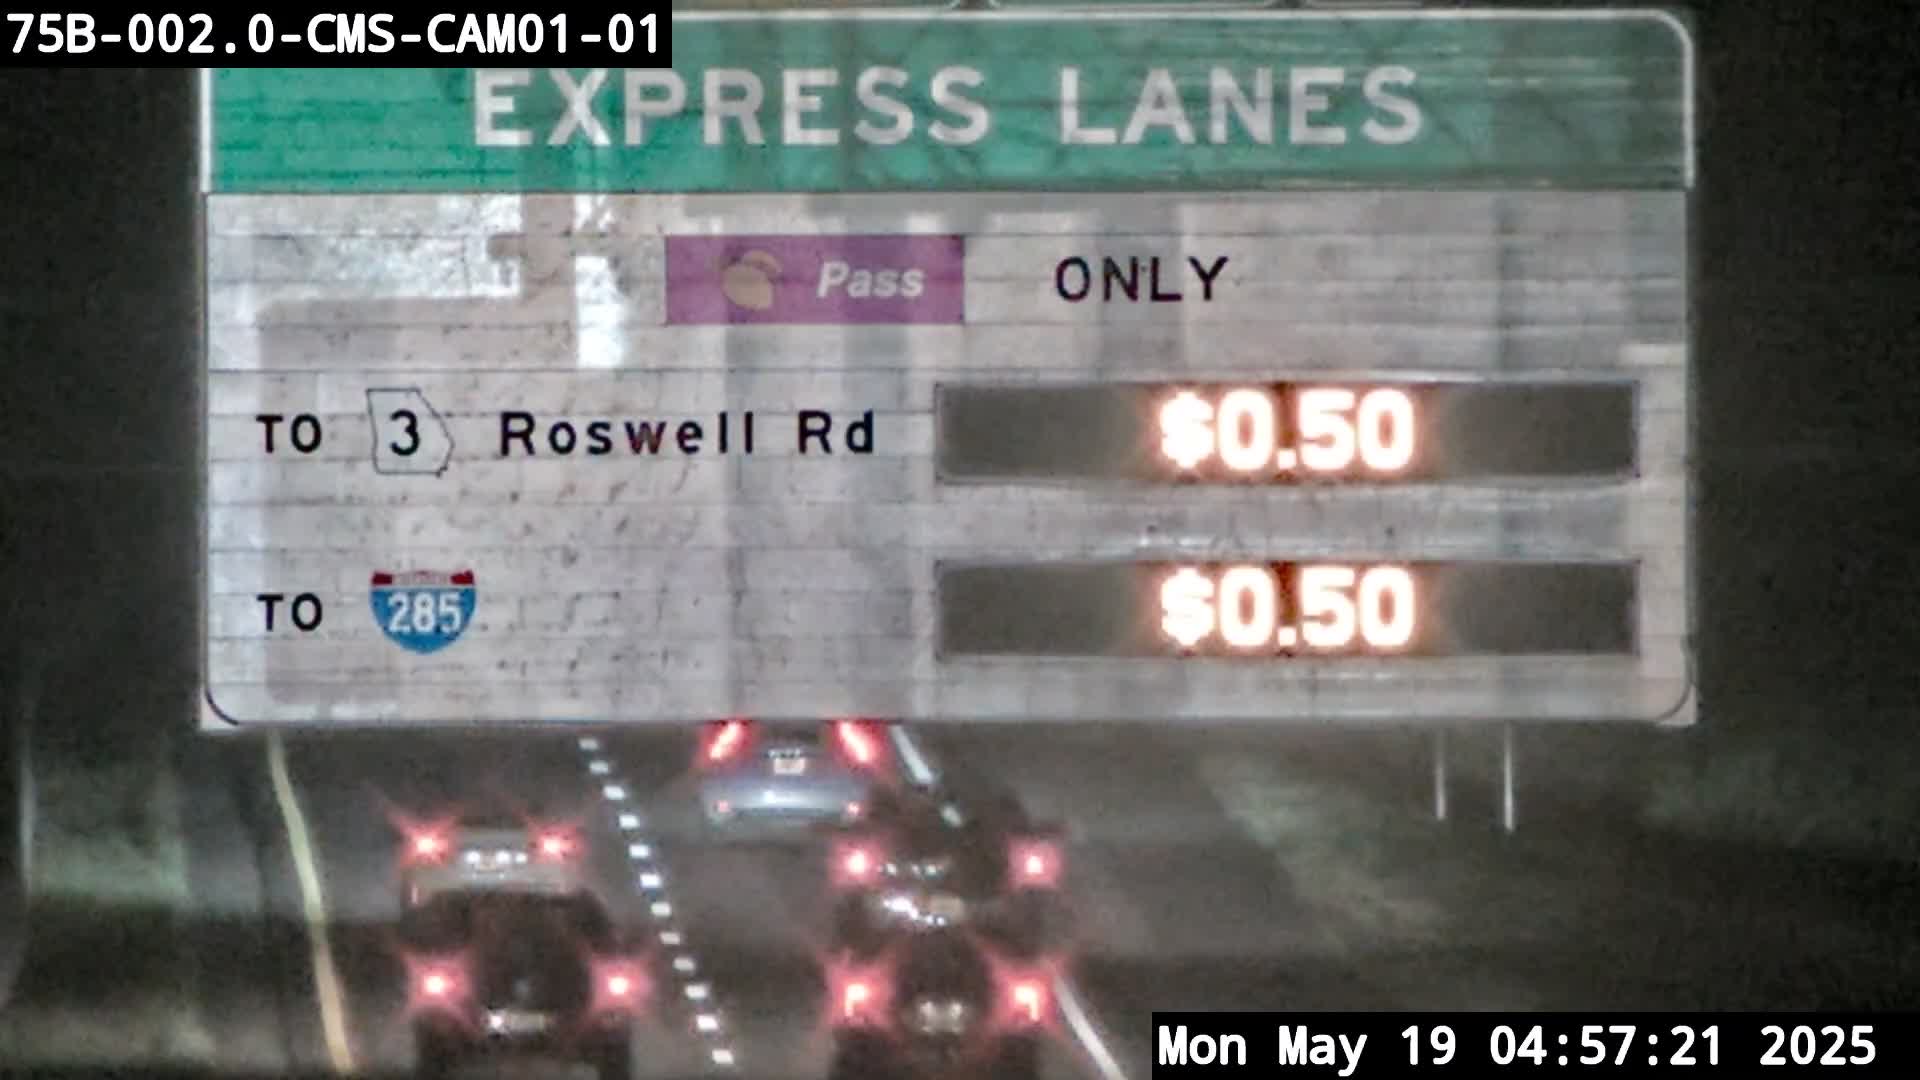 75B-002.0-CMS-CAM01-01
EXPRESS LANES
Pass ONLY
TO 3 Roswell Rd $0.50
TO 285 $0.50
Mon May 19 04:57:21 2025